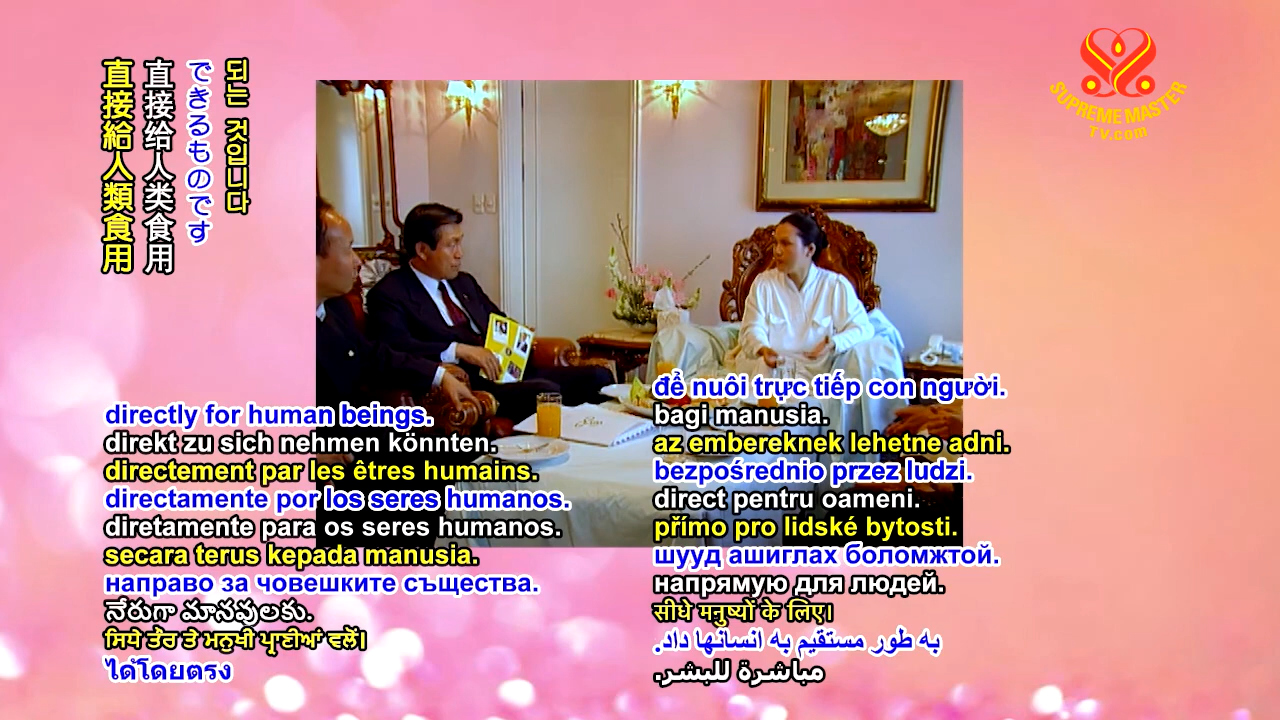 直接給人類食用
直接给人类食用
できるものです
되는 것입니다
SUPREME MASTER
TV.com
directly for human beings.
direkt zu sich nehmen könnten.
directement par les êtres humains.
directamente por los seres humanos.
diretamente para os seres humanos.
secara terus kepada manusia.
направо за човешките същества.
నేరుగా మానవులకు.
ਸਿਧੇ ਤੌਰ ਤੇ ਮਨੁਖੀ ਪ੍ਰਾਣੀਆਂ ਵਲੋਂ।
ได้โดยตรง
để nuôi trực tiếp con người.
bagi manusia.
az embereknek lehetne adni.
bezpośrednio przez ludzi.
direct pentru oameni.
přímo pro lidské bytosti.
шууд ашиглах боломжтой.
напрямую для людей.
सीधे मनुष्यों के लिए।
به طور مستقیم به انسانها داد.
مباشرة للبشر.